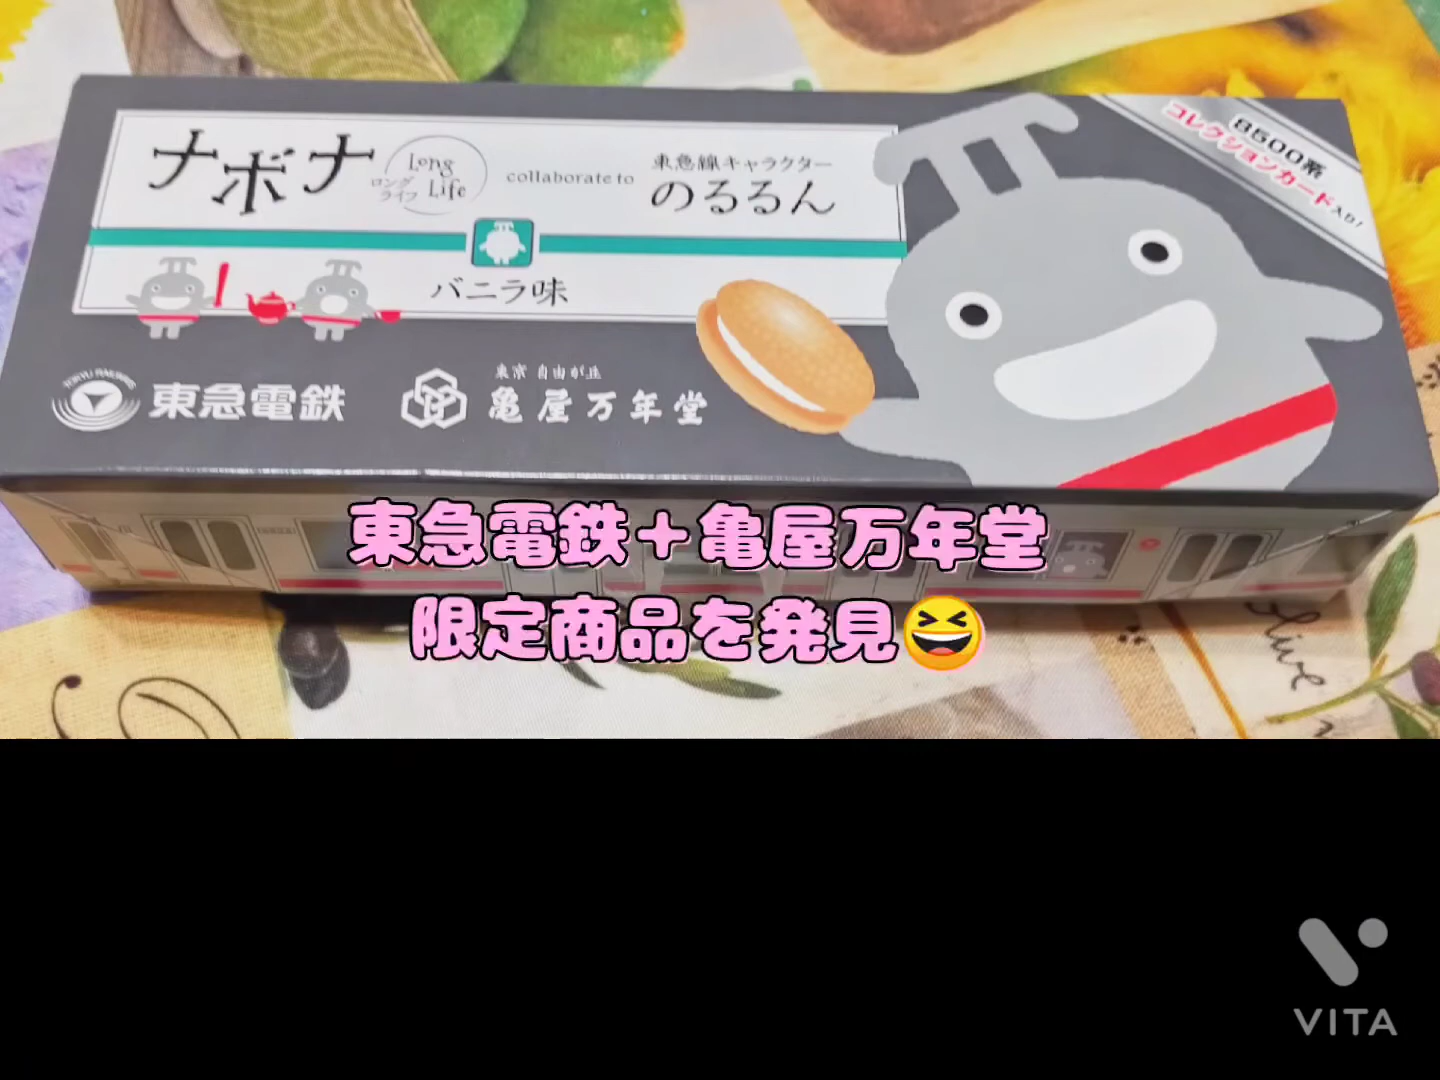 ナボナ
Long Life
ロングライフ
collaborate to
東急線キャラクター
のるるん
8500系
コレクションカード入り!
バニラ味
TOKYU RAILWAYS
東急電鉄
東京 自由が丘
亀屋万年堂
東急電鉄+亀屋万年堂
限定商品を発見😆
live
VITA